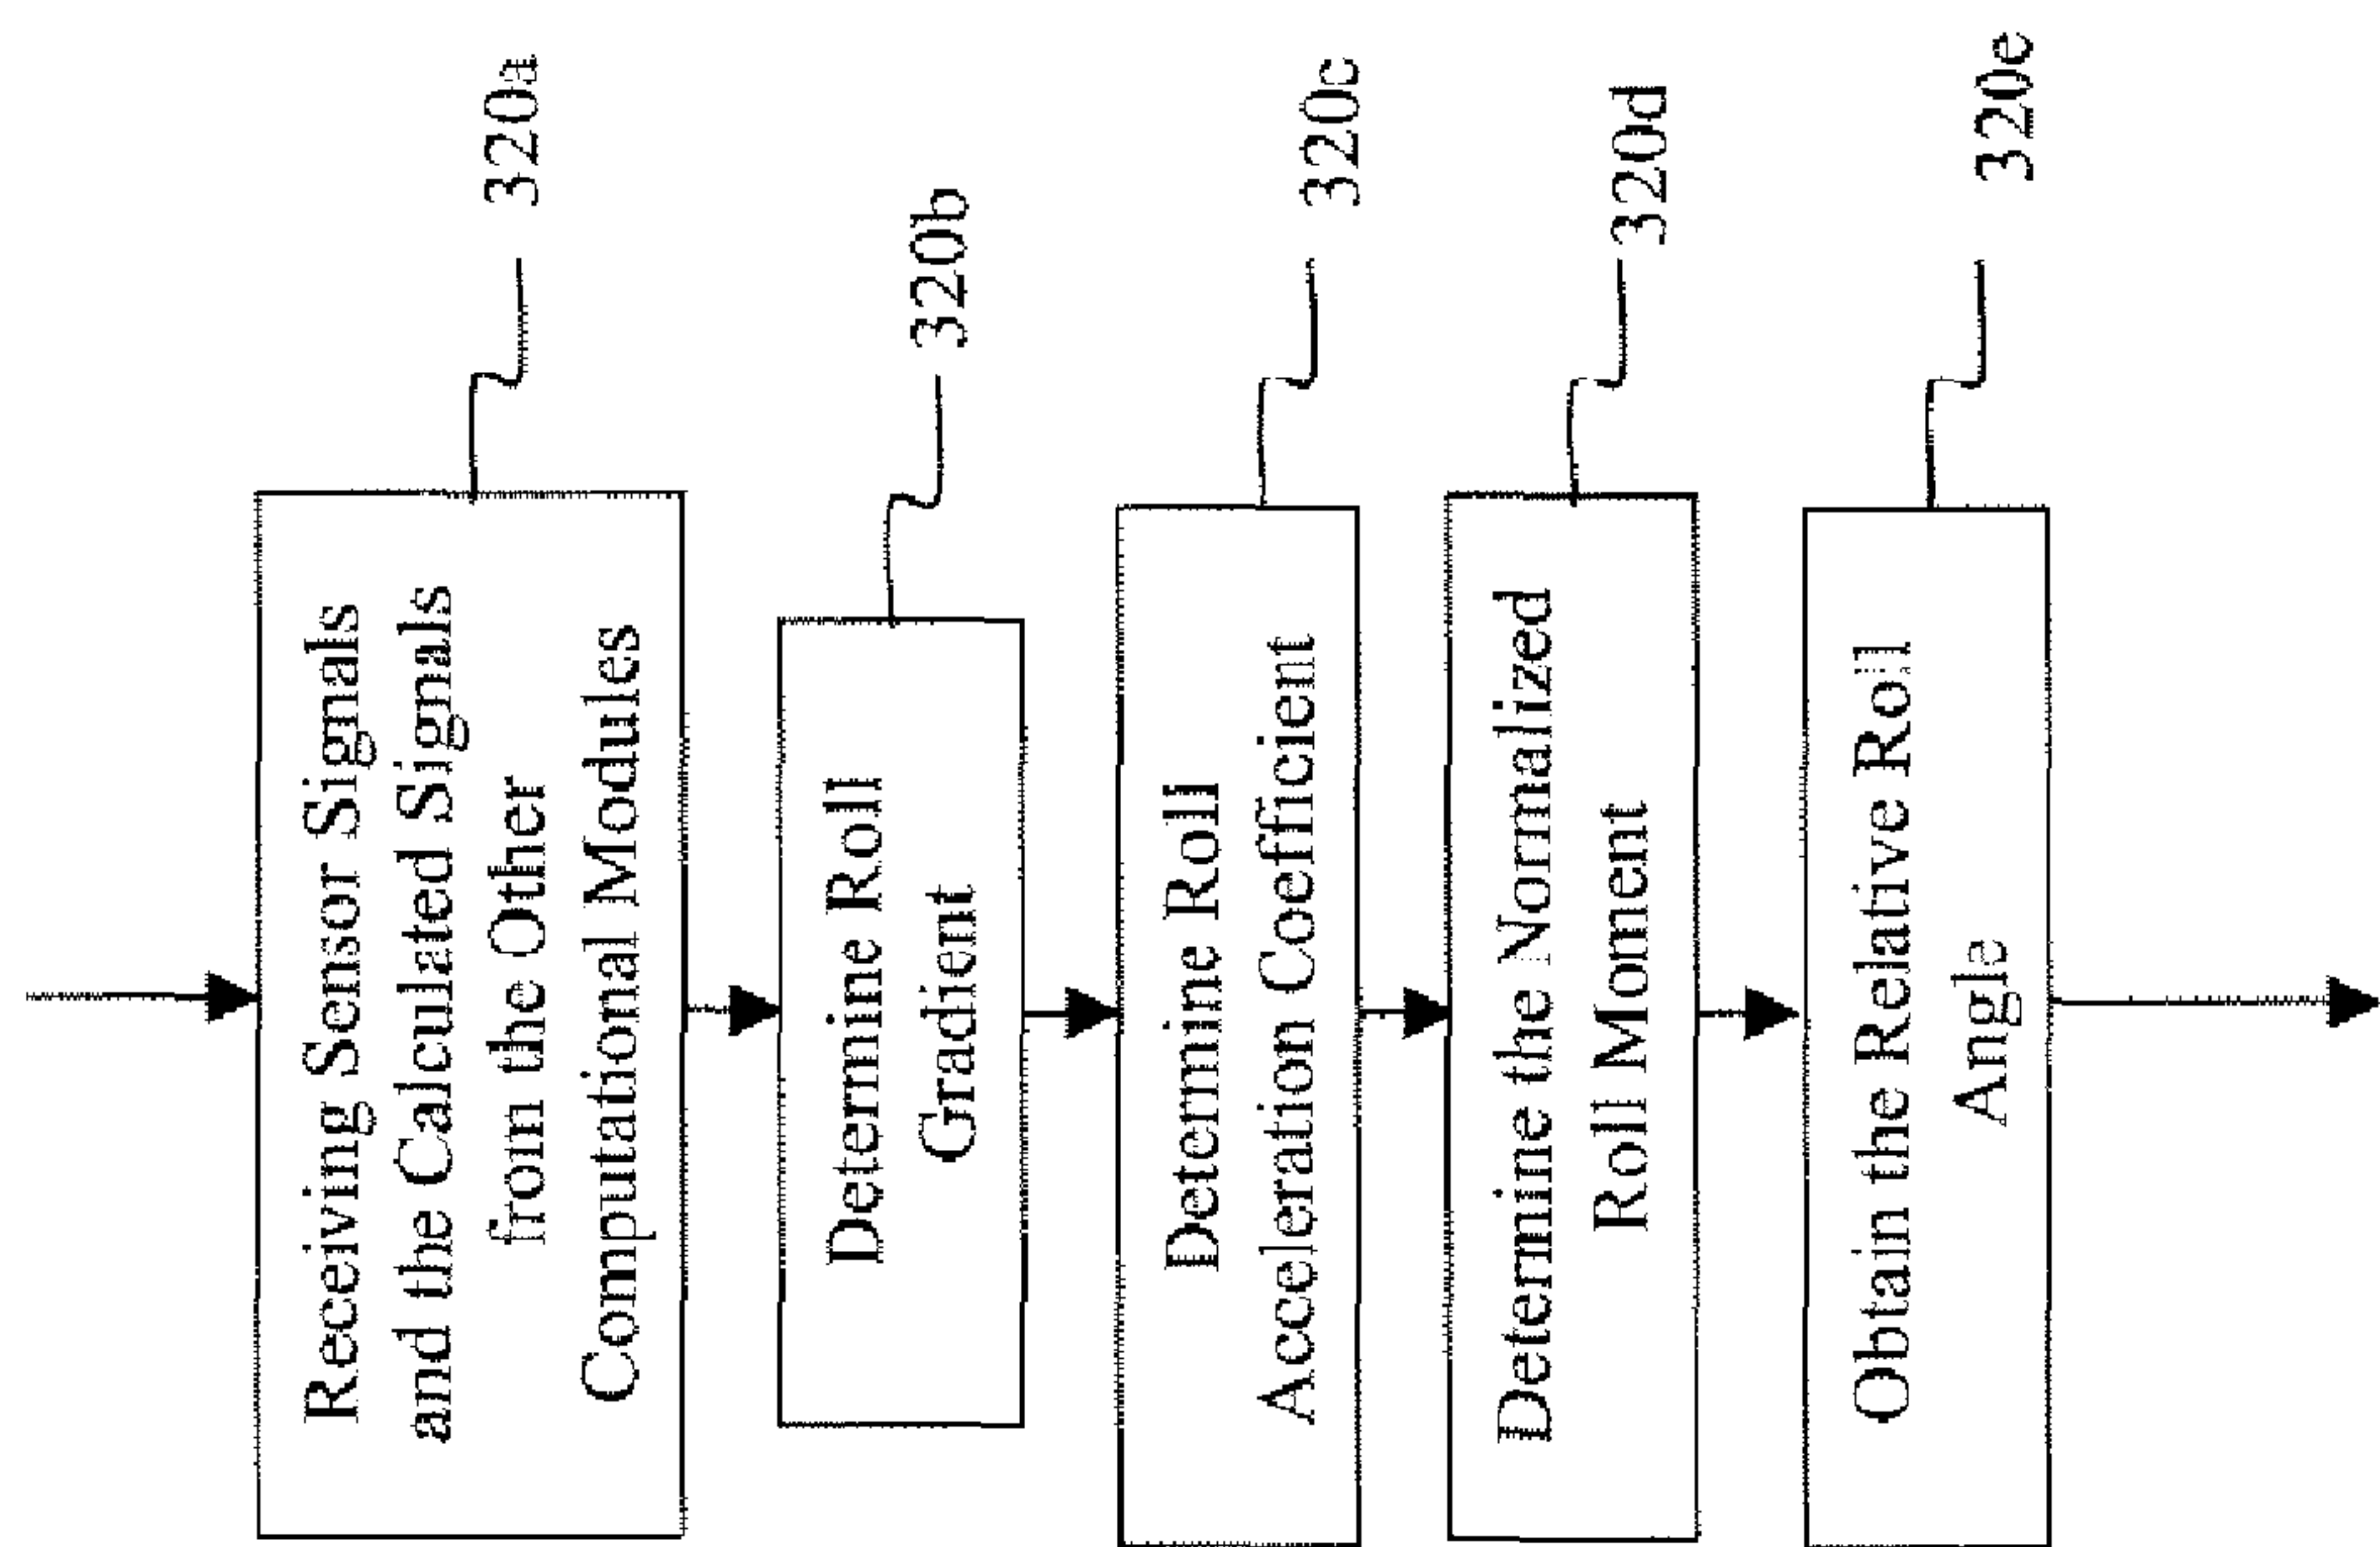 Receiving Sensor Signals
and the Calculated Signals
from the Other
Computational Modules
320a
Determine Roll
Gradient
320b
Determine Roll
Acceleration Coefficient
320c
Determine the Normalized
Roll Moment
320d
Obtain the Relative Roll
Angle
320e